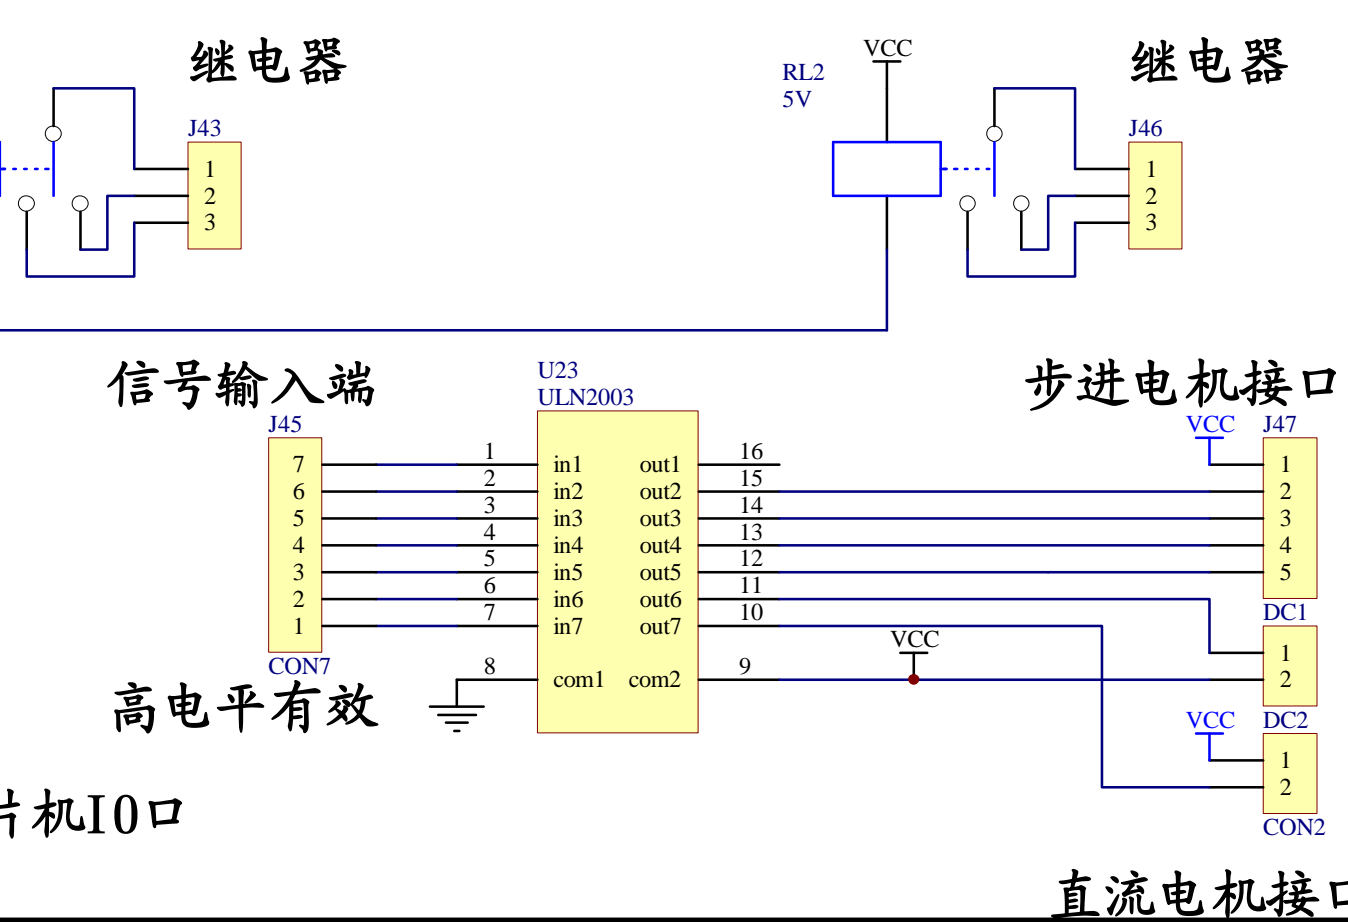 继电器
J43
1
2
3
RL2
5V
VCC
继电器
J46
1
2
3
信号输入端
J45
7
6
5
4
3
2
1
CON7
高电平有效
U23
ULN2003
1 in1 out1 16
2 in2 out2 15
3 in3 out3 14
4 in4 out4 13
5 in5 out5 12
6 in6 out6 11
7 in7 out7 10
8 com1 com2 9
VCC
步进电机接口
VCC
J47
1
2
3
4
5
DC1
1
2
VCC
DC2
1
2
CON2
片机IO口
直流电机接口